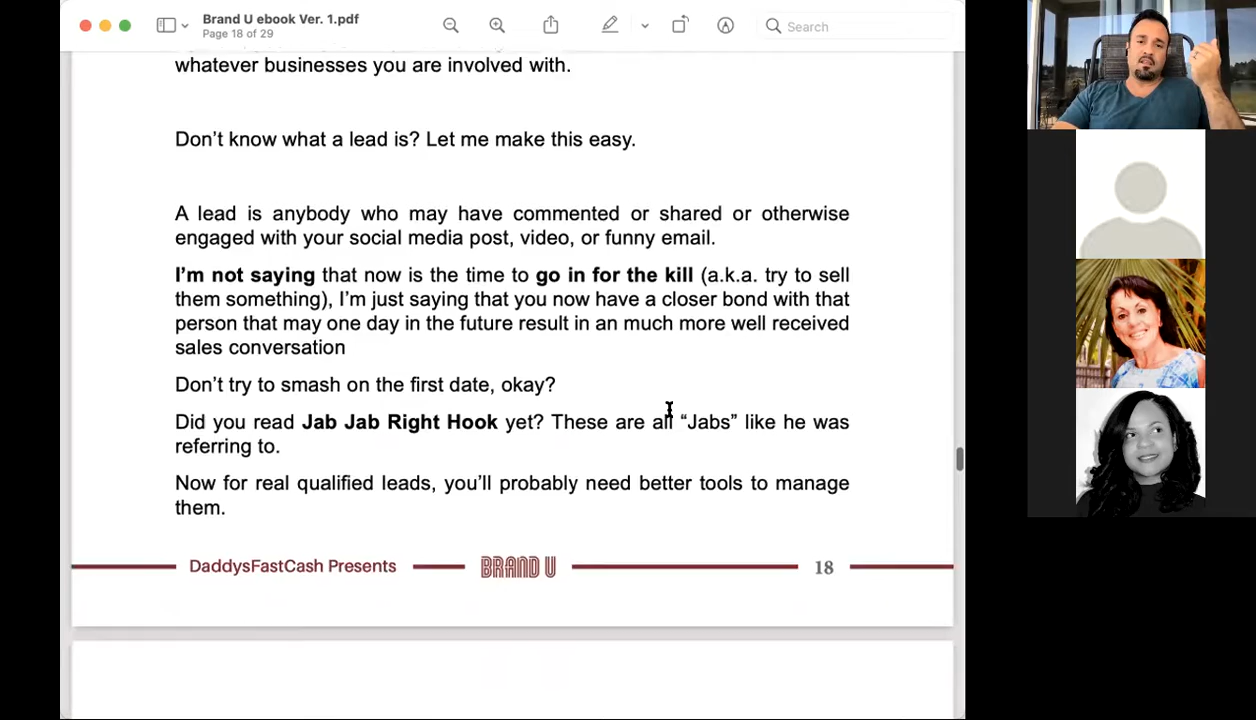 Brand U ebook Ver. 1.pdf
Page 18 of 29
Search
whatever businesses you are involved with.
Don’t know what a lead is? Let me make this easy.
A lead is anybody who may have commented or shared or otherwise
engaged with your social media post, video, or funny email.
I’m not saying that now is the time to go in for the kill (a.k.a. try to sell
them something), I’m just saying that you now have a closer bond with that
person that may one day in the future result in an much more well received
sales conversation
Don’t try to smash on the first date, okay?
Did you read Jab Jab Right Hook yet? These are all “Jabs” like he was
referring to.
Now for real qualified leads, you’ll probably need better tools to manage
them.
DaddysFastCash Presents BRAND U 18